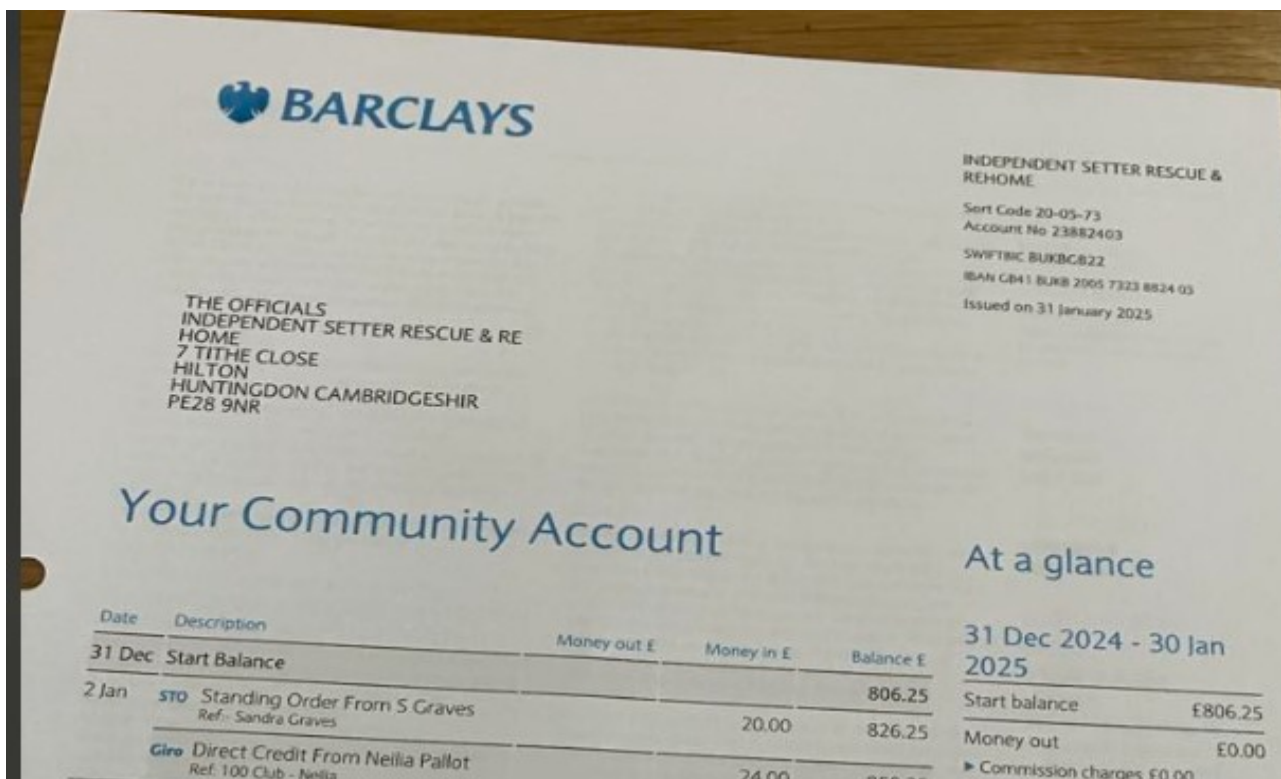 BARCLAYS
INDEPENDENT SETTER RESCUE &
REHOME
Sort Code 20-05-73
Account No 23882403
SWIFTBIC BUKBGB22
IBAN GB41 BUKB 2005 7323 8824 03
Issued on 31 January 2025
THE OFFICIALS
INDEPENDENT SETTER RESCUE & RE
HOME
7 TITHE CLOSE
HILTON
HUNTINGDON CAMBRIDGESHIR
PE28 9NR
Your Community Account
Date Description Money out £ Money in £ Balance £
31 Dec Start Balance 806.25
2 Jan STO Standing Order From S Graves 20.00 826.25
Ref:- Sandra Graves
Giro Direct Credit From Neilia Pallot 24.00
Ref: 100 Club - Neilia
At a glance
31 Dec 2024 - 30 Jan
2025
Start balance £806.25
Money out £0.00
Commission charges £0.00